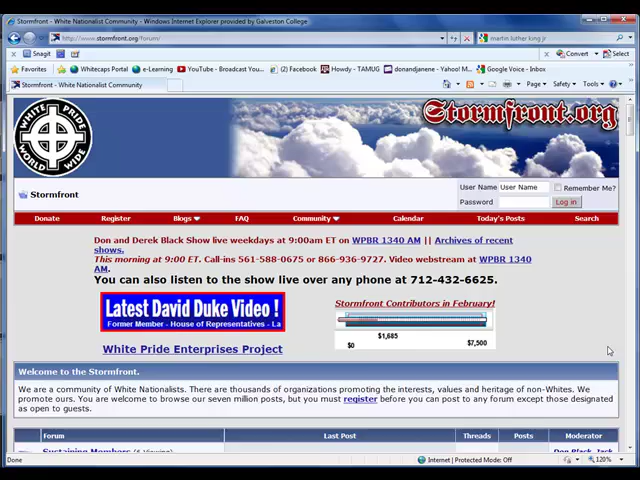 Stormfront - White Nationalist Community - Windows Internet Explorer provided by Galveston College
http://www.stormfront.org/forum/
martin luther king jr
Snagit
Convert
Select
Favorites
Whitecaps Portal
e-Learning
YouTube - Broadcast You...
(2) Facebook
Howdy - TAMUG
donandjenene - Yahoo! M...
Google Voice - Inbox
Stormfront - White Nationalist Community
Page
Safety
Tools
WHITE PRIDE
WORLD WIDE
Stormfront.org
Stormfront
User Name User Name Remember Me?
Password Log in
Donate Register Blogs FAQ Community Calendar Today's Posts Search
Don and Derek Black Show live weekdays at 9:00am ET on WPBR 1340 AM || Archives of recent
shows.
This morning at 9:00 ET. Call-ins 561-588-0675 or 866-936-9727. Video webstream at WPBR 1340
AM.
You can also listen to the show live over any phone at 712-432-6625.
Latest David Duke Video !
Former Member - House of Representatives - La
White Pride Enterprises Project
Stormfront Contributors in February!
$1,685
$0 $7,500
Welcome to the Stormfront.
We are a community of White Nationalists. There are thousands of organizations promoting the interests, values and heritage of non-Whites. We
promote ours. You are welcome to browse our seven million posts, but you must register before you can post to any forum except those designated
as open to guests.
Forum Last Post Threads Posts Moderator
Sustaining Members (6 Viewing)
Don Black, Jack
Done
Internet | Protected Mode: Off
120%